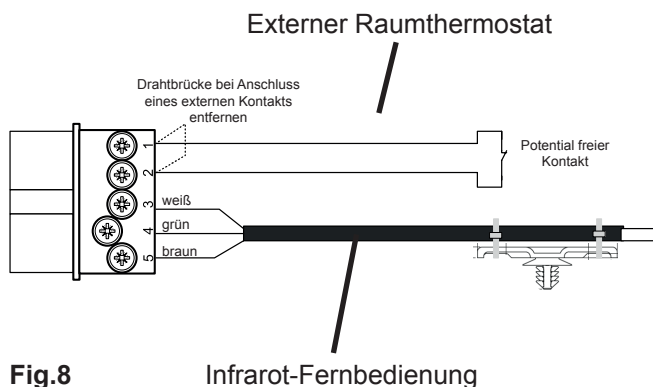 Externer Raumthermostat
Drahtbrücke bei Anschluss
eines externen Kontakts
entfernen
Potential freier
Kontakt
1
2
3
4
5
weiß
grün
braun
Fig.8
Infrarot-Fernbedienung